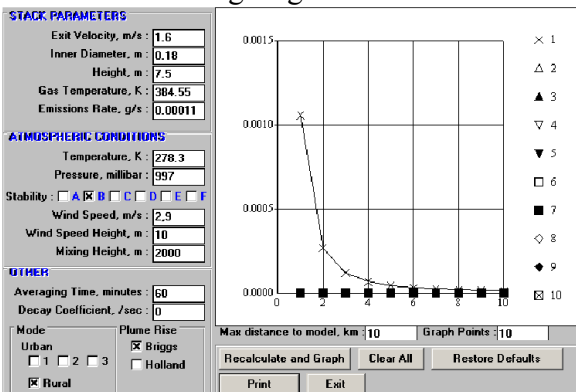 STACK PARAMETERS
Exit Velocity, m/s : 1.6
Inner Diameter, m : 0.18
Height, m : 7.5
Gas Temperature, K : 384.55
Emissions Rate, g/s : 0.00011
ATMOSPHERIC CONDITIONS
Temperature, K : 278.3
Pressure, millibar : 997
Stability : A B C D E F
Wind Speed, m/s : 2,9
Wind Speed Height, m : 10
Mixing Height, m : 2000
OTHER
Averaging Time, minutes : 60
Decay Coefficient, /sec : 0
Mode
Urban
1 2 3
Rural
Plume Rise
Briggs
Holland
0.0015
0.0010
0.0005
0.0000
0 2 4 6 8 10
1
2
3
4
5
6
7
8
9
10
Max distance to model, km : 10 Graph Points : 10
Recalculate and Graph Clear All Restore Defaults
Print Exit